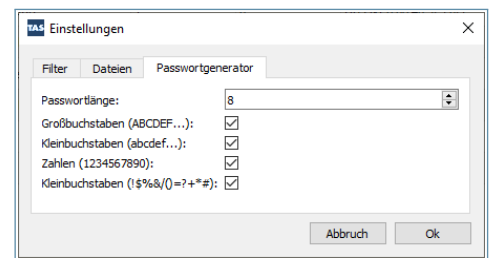 TAS Einstellungen
Filter Dateien Passwortgenerator
Passwortlänge: 8
Großbuchstaben (ABCDEF...):
Kleinbuchstaben (abcdef...):
Zahlen (1234567890):
Kleinbuchstaben (!$%&/()=?+*#):
Abbruch Ok